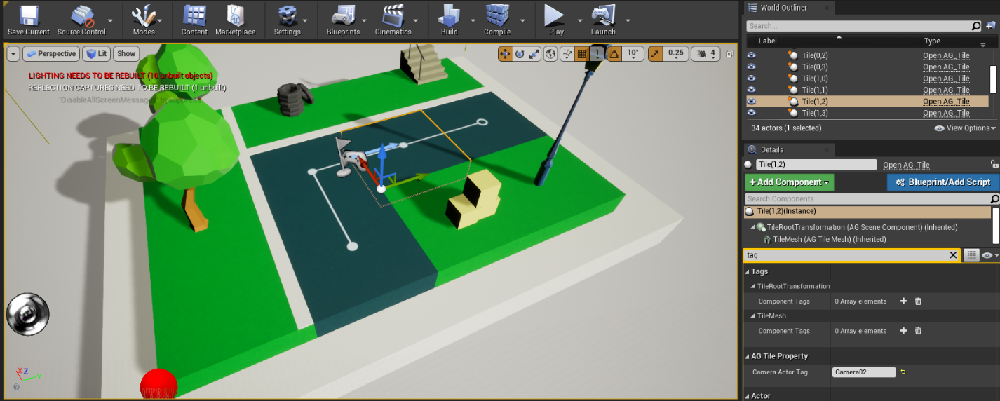 Save Current
Source Control
Modes
Content
Marketplace
Settings
Blueprints
Cinematics
Build
Compile
Play
Launch
Perspective
Lit
Show
1
10°
0.25
4
LIGHTING NEEDS TO BE REBUILT (10 unbuilt objects)
REFLECTION CAPTURES NEED TO BE REBUILT (1 unbuilt)
'DisableAllScreenMessages' to suppress
X Z Y
World Outliner
Search...
Label Type
Tile(0,2) Open AG_Tile
Tile(0,3) Open AG_Tile
Tile(1,0) Open AG_Tile
Tile(1,1) Open AG_Tile
Tile(1,2) Open AG_Tile
Tile(1,3) Open AG_Tile
34 actors (1 selected) View Options
Details
Tile(1,2) Open AG_Tile
+ Add Component Blueprint/Add Script
Search Components
Tile(1,2)(Instance)
TileRootTransformation (AG Scene Component) (Inherited)
TileMesh (AG Tile Mesh) (Inherited)
tag
Tags
TileRootTransformation
Component Tags 0 Array elements
TileMesh
Component Tags 0 Array elements
AG Tile Property
Camera Actor Tag Camera02
Actor